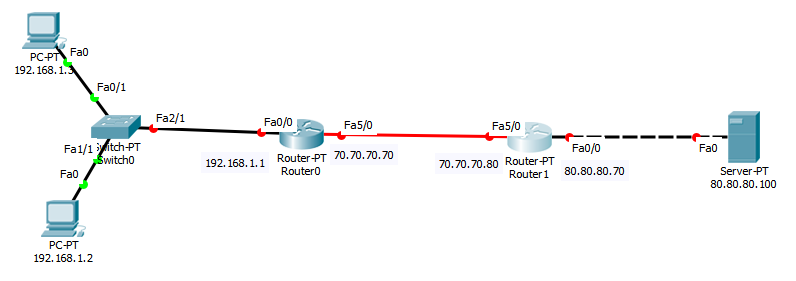 Fa0
PC-PT
192.168.1.3
Fa0/1
Fa2/1
Switch-PT
Switch0
Fa1/1
Fa0
PC-PT
192.168.1.2
Fa0/0
192.168.1.1
Router-PT
Router0
Fa5/0
70.70.70.70
Fa5/0
70.70.70.80
Router-PT
Router1
Fa0/0
80.80.80.70
Fa0
Server-PT
80.80.80.100